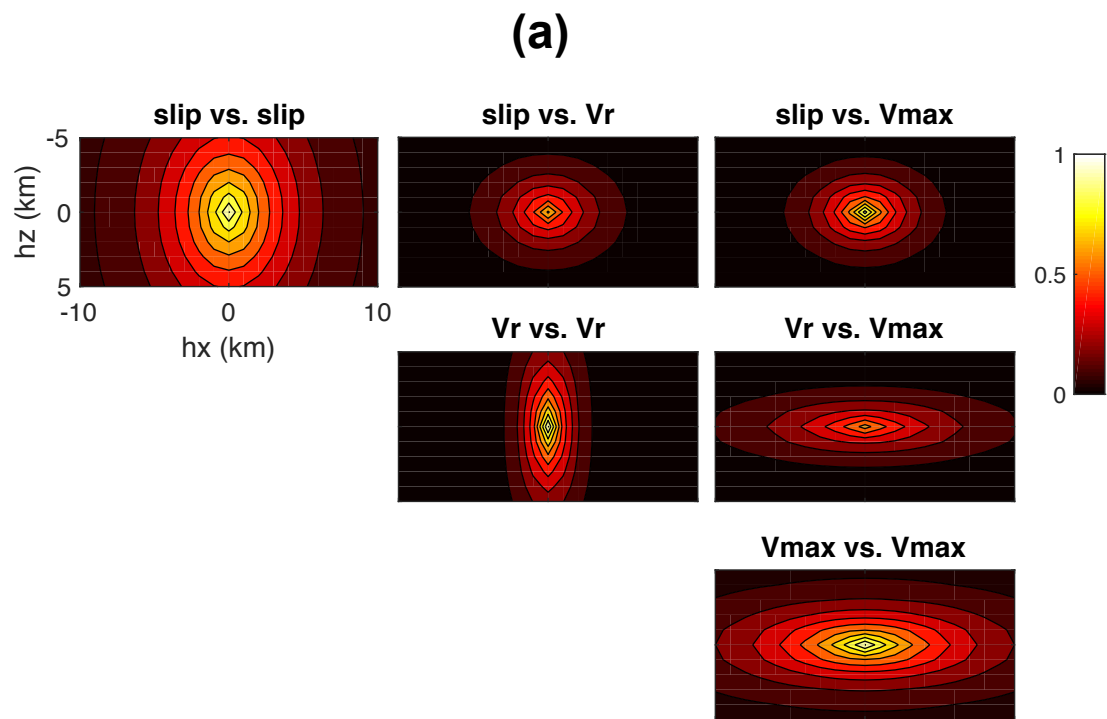 (a)
slip vs. slip
slip vs. Vr
slip vs. Vmax
-5
0
5
hz (km)
-10
0
10
hx (km)
1
0.5
0
Vr vs. Vr
Vr vs. Vmax
Vmax vs. Vmax